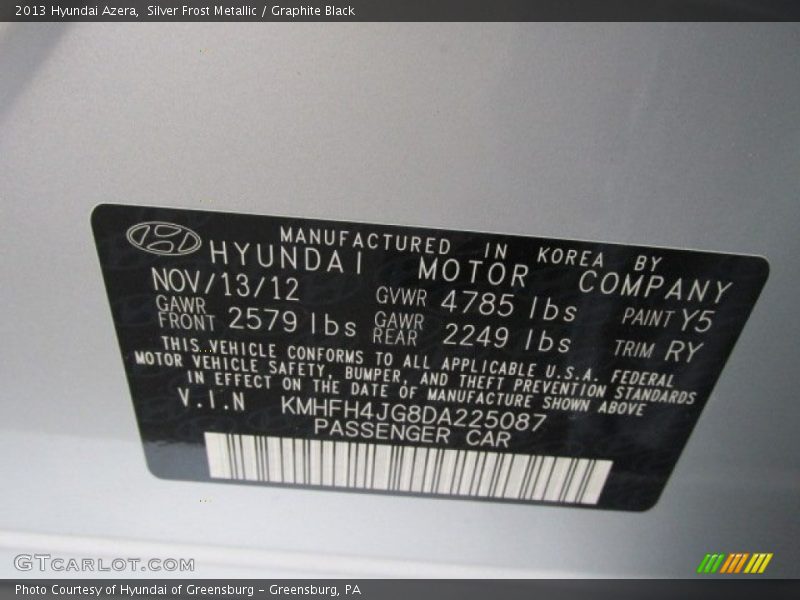 2013 Hyundai Azera, Silver Frost Metallic / Graphite Black
MANUFACTURED IN KOREA BY
HYUNDAI MOTOR COMPANY
NOV/13/12 GVWR 4785 lbs PAINT Y5
GAWR FRONT 2579 lbs GAWR REAR 2249 lbs TRIM RY
THIS VEHICLE CONFORMS TO ALL APPLICABLE U.S.A. FEDERAL
MOTOR VEHICLE SAFETY, BUMPER, AND THEFT PREVENTION STANDARDS
IN EFFECT ON THE DATE OF MANUFACTURE SHOWN ABOVE
V.I.N KMHFH4JG8DA225087
PASSENGER CAR
GTCARLOT.COM
Photo Courtesy of Hyundai of Greensburg - Greensburg, PA